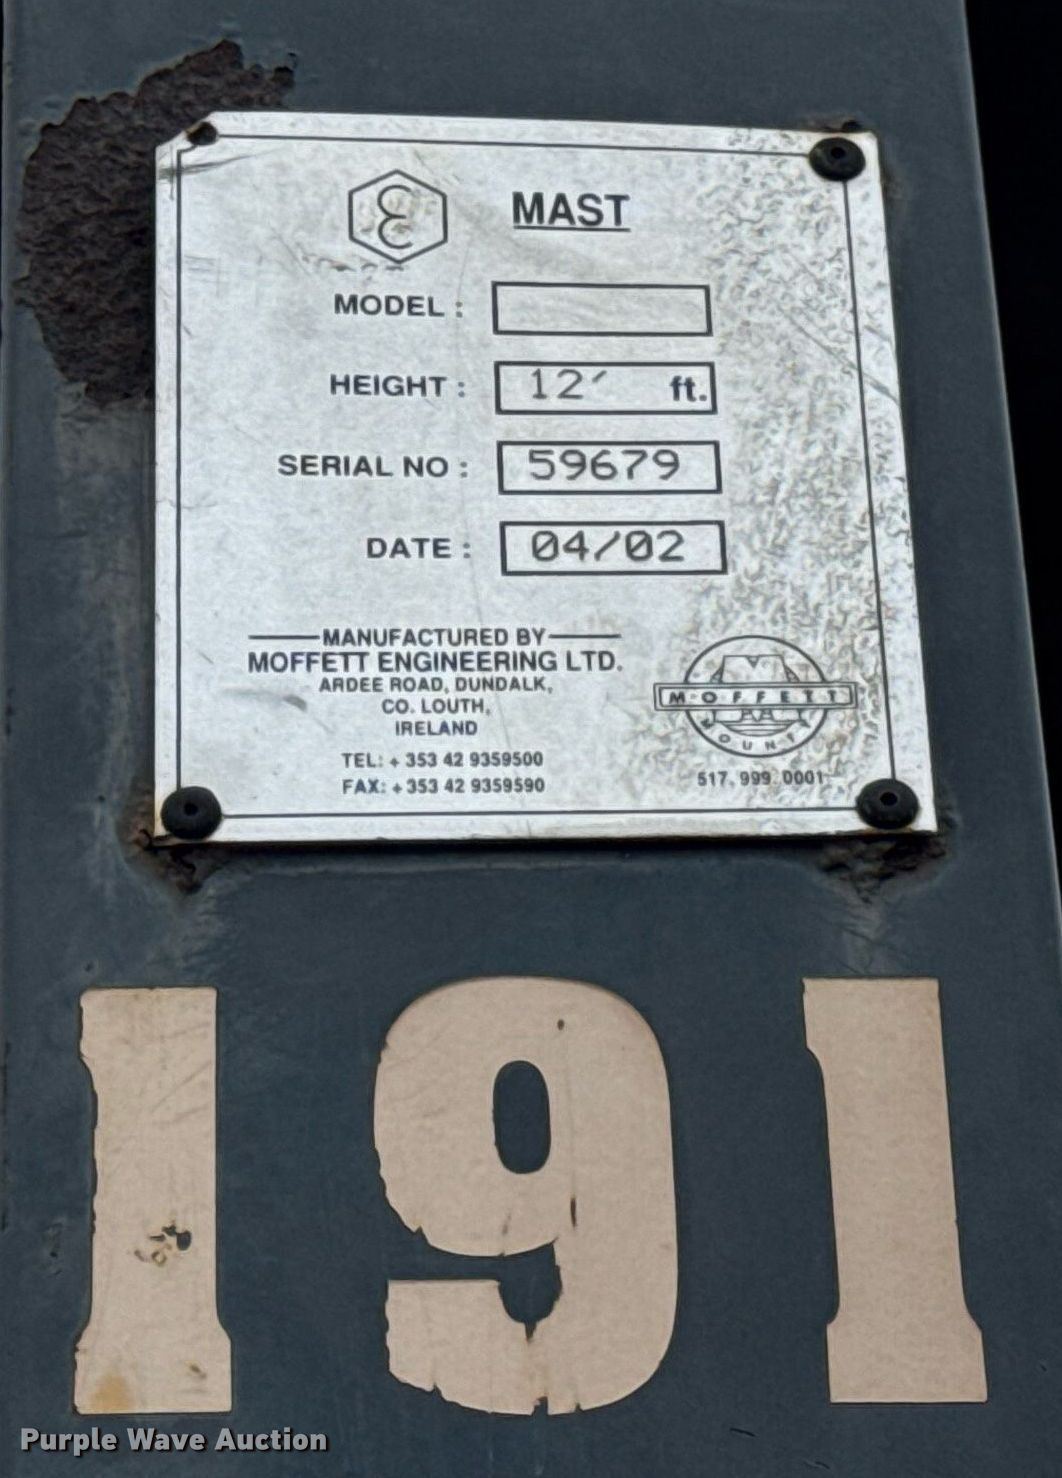 MAST
MODEL :
HEIGHT : 12' ft.
SERIAL NO : 59679
DATE : 04/02
MANUFACTURED BY
MOFFETT ENGINEERING LTD.
ARDEE ROAD, DUNDALK,
CO. LOUTH,
IRELAND
TEL: + 353 42 9359500
FAX: + 353 42 9359590
MOFFETT
MOUNTY
517.999.0001
191
Purple Wave Auction